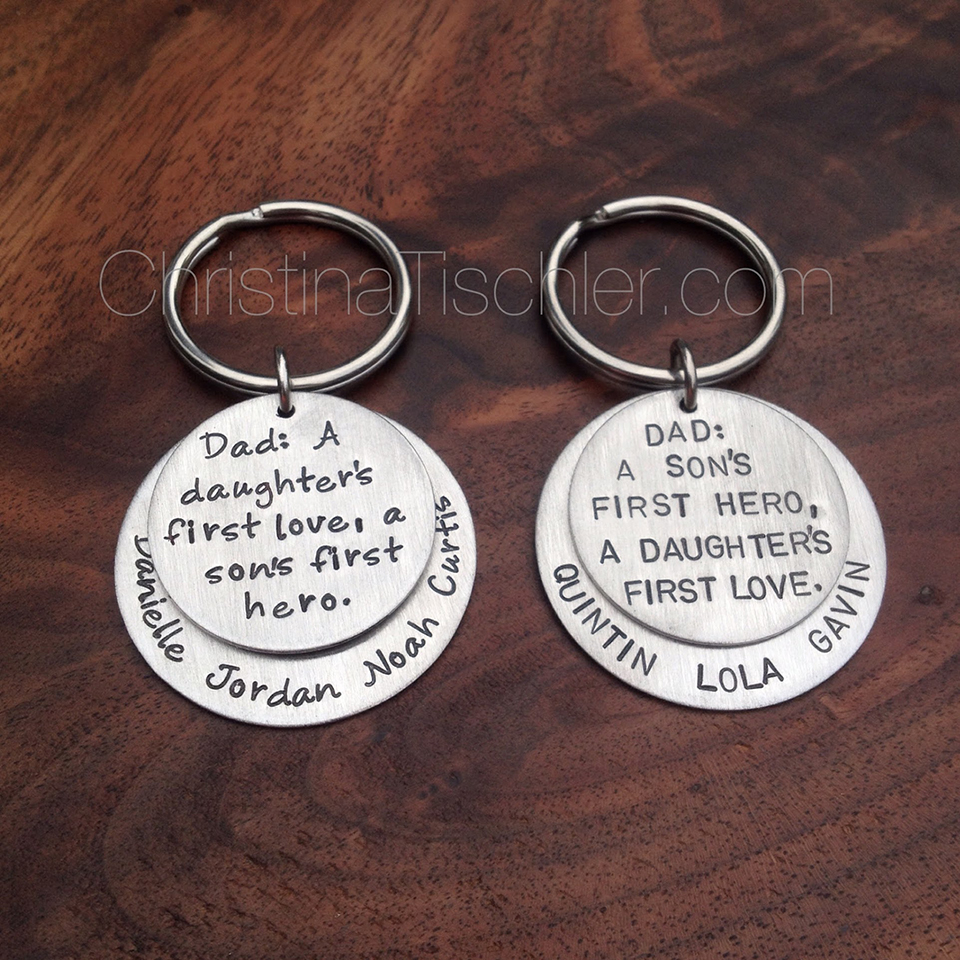 ChristinaTischler.com
Dad: A
daughter's
first love, a
son's first
hero.
Danielle Jordan Noah Curtis
DAD:
A SON'S
FIRST HERO,
A DAUGHTER'S
FIRST LOVE.
QUINTIN LOLA GAVIN